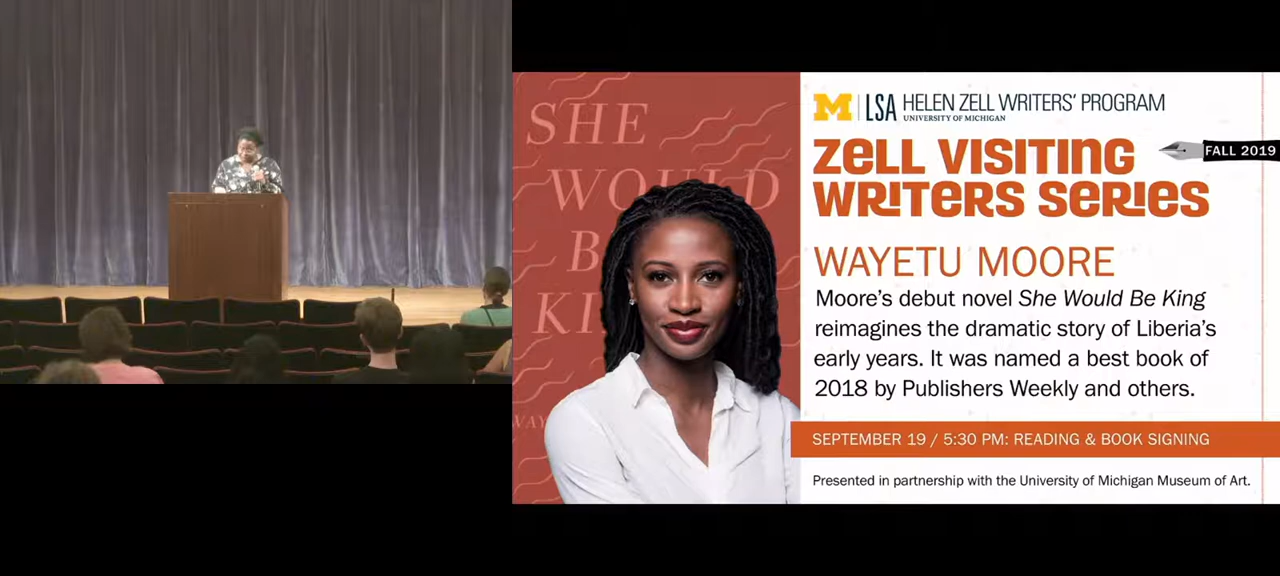 SHE
WOULD
BE
KI
WAY
M LSA HELEN ZELL WRITERS' PROGRAM
UNIVERSITY OF MICHIGAN
ZELL VISITING
WRITERS SERIES
FALL 2019
WAYETU MOORE
Moore's debut novel She Would Be King
reimagines the dramatic story of Liberia's
early years. It was named a best book of
2018 by Publishers Weekly and others.
SEPTEMBER 19 / 5:30 PM: READING & BOOK SIGNING
Presented in partnership with the University of Michigan Museum of Art.